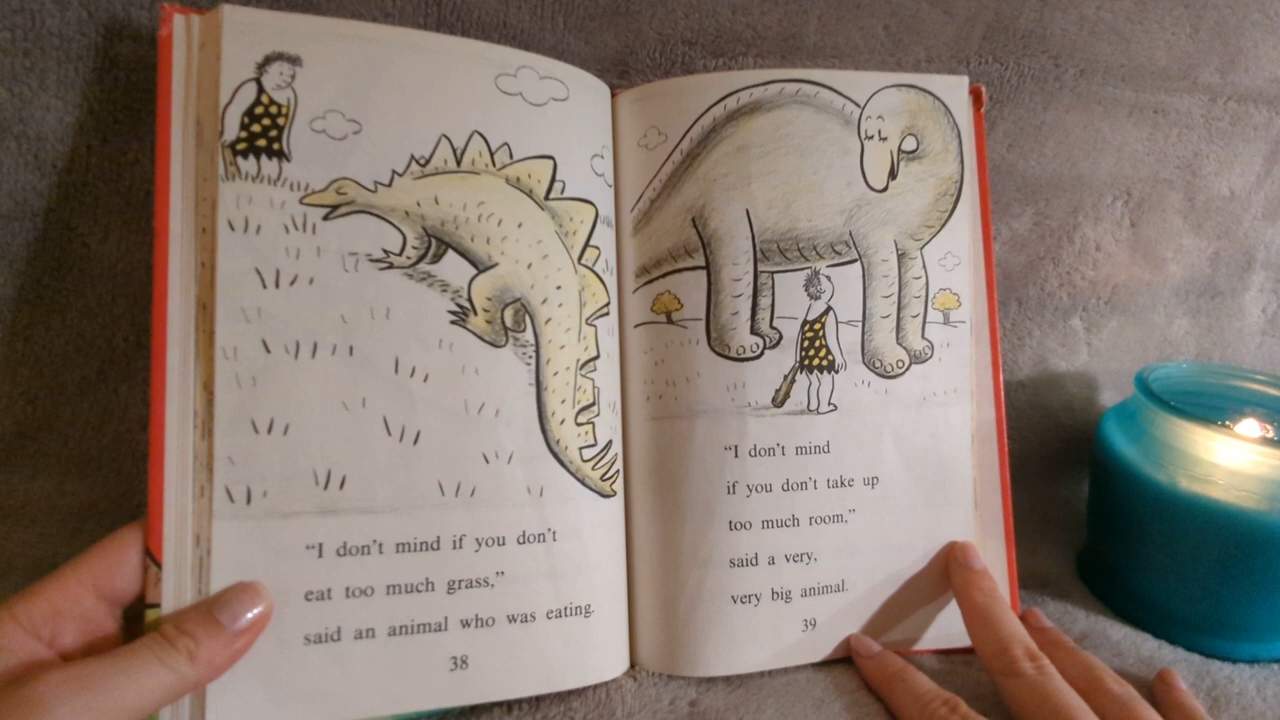 “I don’t mind if you don’t
eat too much grass,”
said an animal who was eating.
38
“I don’t mind
if you don’t take up
too much room,”
said a very,
very big animal.
39